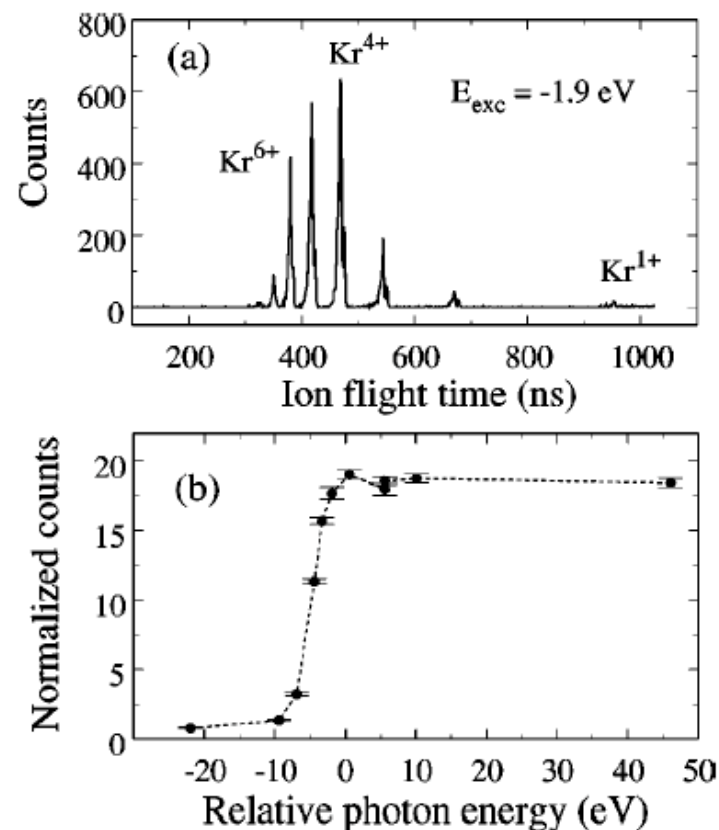 800
(a)
Kr4+
600
E_exc = -1.9 eV
Counts
400
Kr6+
200
Kr1+
0
200 400 600 800 1000
Ion flight time (ns)
20
(b)
15
Normalized counts
10
5
0
-20 -10 0 10 20 30 40 50
Relative photon energy (eV)